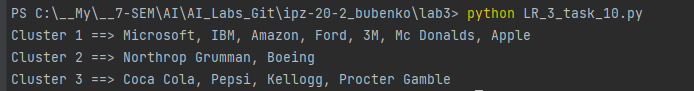 PS C:\__My\__7-SEM\AI\AI_Labs_Git\ipz-20-2_bubenko\lab3> python LR_3_task_10.py
Cluster 1 ==> Microsoft, IBM, Amazon, Ford, 3M, Mc Donalds, Apple
Cluster 2 ==> Northrop Grumman, Boeing
Cluster 3 ==> Coca Cola, Pepsi, Kellogg, Procter Gamble